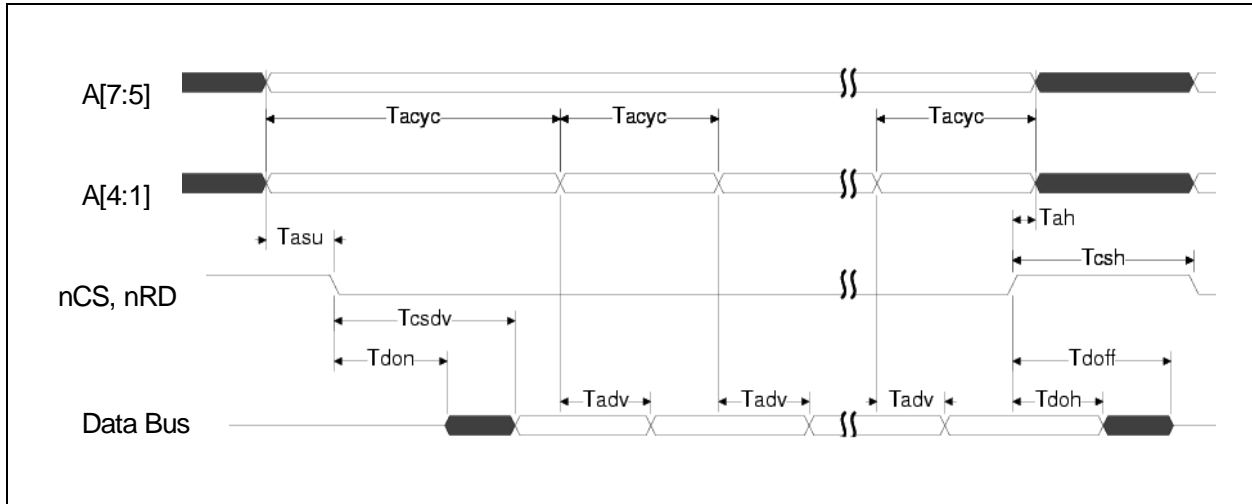 A[7:5]
Tacyc Tacyc Tacyc
A[4:1]
Tah
Tasu
Tcsh
nCS, nRD
Tcsdv
Tdon Tdoff
Tadv Tadv Tadv Tdoh
Data Bus